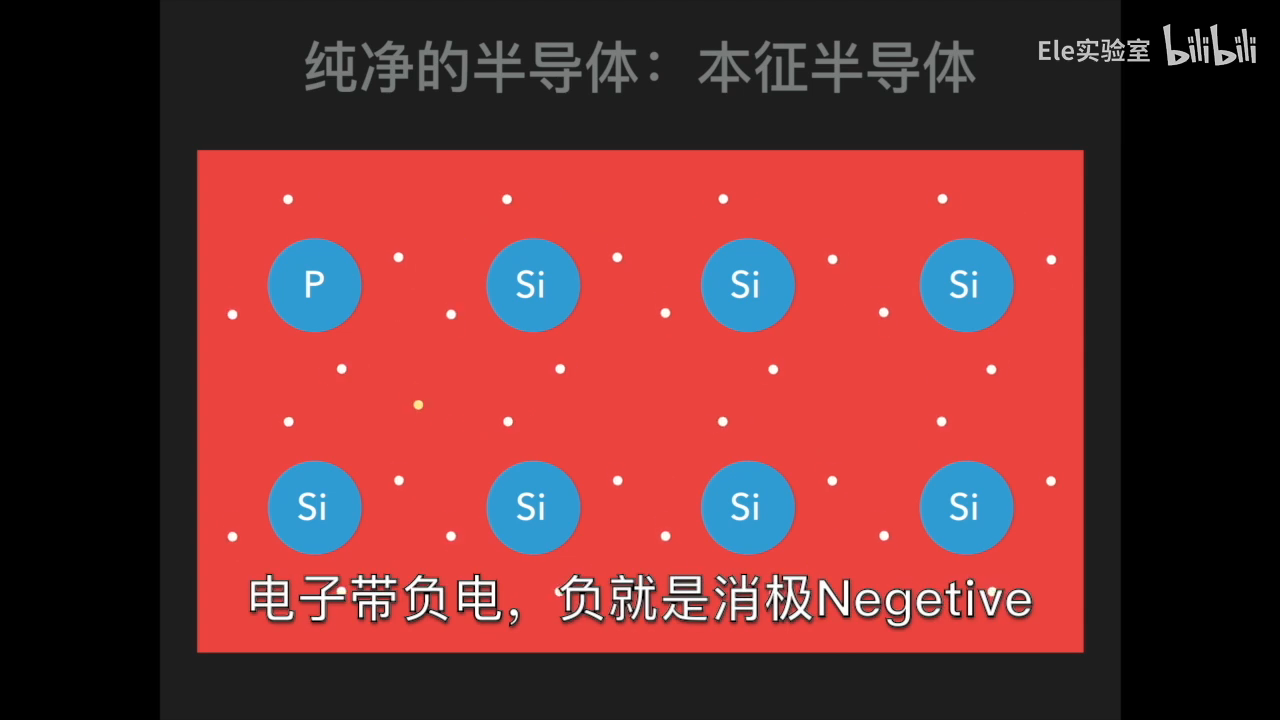 纯净的半导体：本征半导体
Ele实验室 bilibili
P Si Si Si
Si Si Si Si
电子带负电，负就是消极Negetive